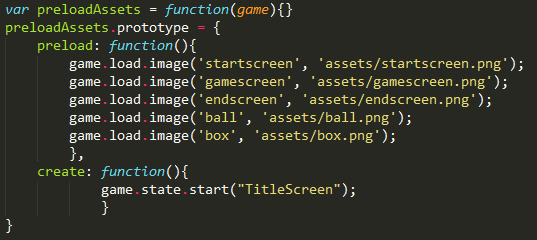 var preloadAssets = function(game){}
preloadAssets.prototype = {
    preload: function(){
        game.load.image('startscreen', 'assets/startscreen.png');
        game.load.image('gamescreen', 'assets/gamescreen.png');
        game.load.image('endscreen', 'assets/endscreen.png');
        game.load.image('ball', 'assets/ball.png');
        game.load.image('box', 'assets/box.png');
        },
    create: function(){
            game.state.start("TitleScreen");
            }
}